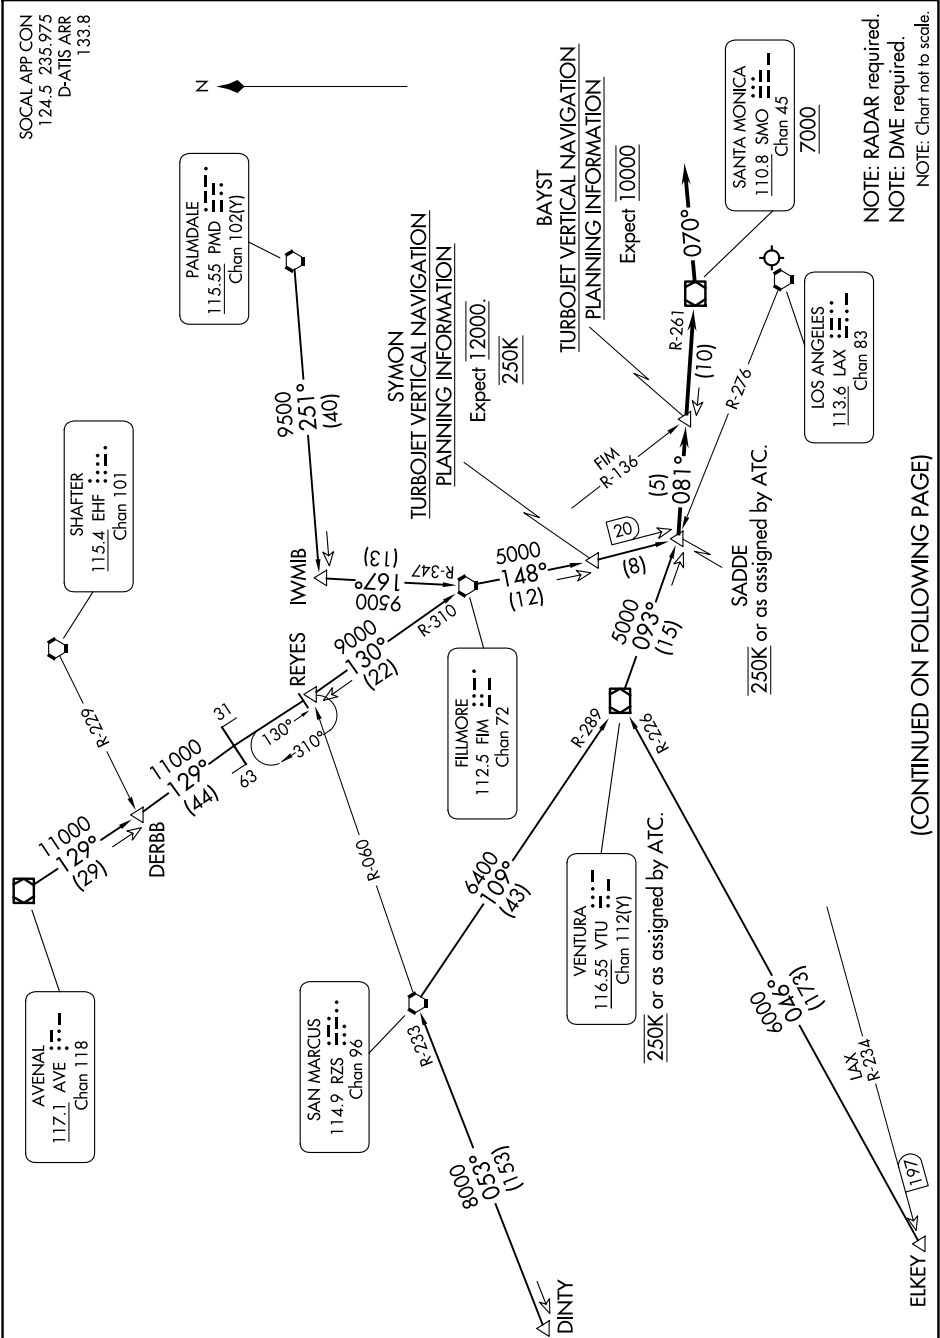 SOCAL APP CON
124.5 235.975
D-ATIS ARR
133.8
N
PALMDALE
115.55 PMD
Chan 102(Y)
SHAFTER
115.4 EHF
Chan 101
AVENAL
117.1 AVE
Chan 118
11000
129°
(29)
DERBB
R-229
11000
129°
(44)
31
63
130°
310°
REYES
9000
130°
(22)
R-310
IWMIB
9500
251°
(40)
9500
167°
(13)
R-347
SYMON
TURBOJET VERTICAL NAVIGATION
PLANNING INFORMATION
Expect 12000.
250K
BAYST
TURBOJET VERTICAL NAVIGATION
PLANNING INFORMATION
Expect 10000
SANTA MONICA
110.8 SMO
Chan 45
7000
FILLMORE
112.5 FIM
Chan 72
5000
148°
(12)
20
(8)
FIM
R-136
(5)
081°
R-261
(10)
070°
R-276
LOS ANGELES
113.6 LAX
Chan 83
SADDE
250K or as assigned by ATC.
5000
093°
(15)
R-289
R-226
VENTURA
116.55 VTU
Chan 112(Y)
250K or as assigned by ATC.
SAN MARCUS
114.9 RZS
Chan 96
R-060
6400
109°
(43)
R-233
8000
053°
(153)
DINTY
6000
046°
(173)
LAX
R-234
197
ELKEY
NOTE: RADAR required.
NOTE: DME required.
NOTE: Chart not to scale.
(CONTINUED ON FOLLOWING PAGE)